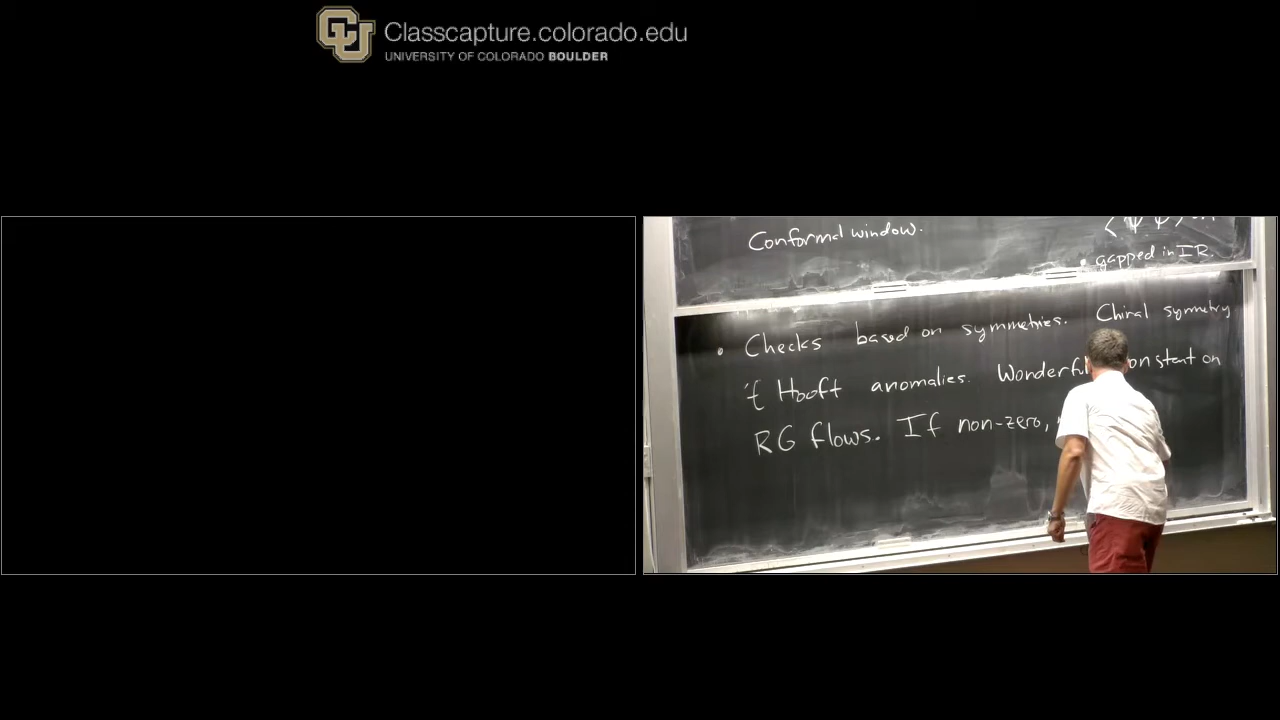 Classcapture.colorado.edu
UNIVERSITY OF COLORADO BOULDER
Conformal window.
⟨ψ ψ⟩
• gapped in IR.
• Checks based on symmetries. Chiral symmetry
't Hooft anomalies. Wonderful constant on
RG flows. If non-zero,